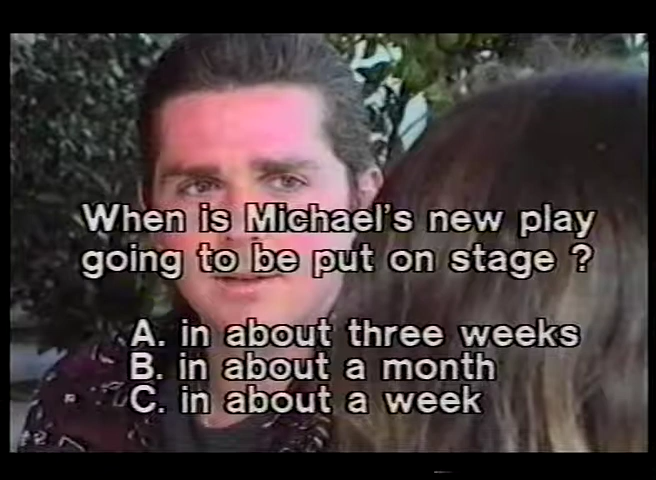 When is Michael's new play
going to be put on stage ?
A. in about three weeks
B. in about a month
C. in about a week